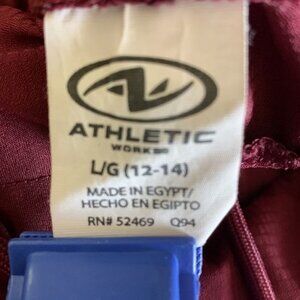 ATHLETIC
WORKS
L/G (12-14)
MADE IN EGYPT/
HECHO EN EGIPTO
RN# 52469 Q94